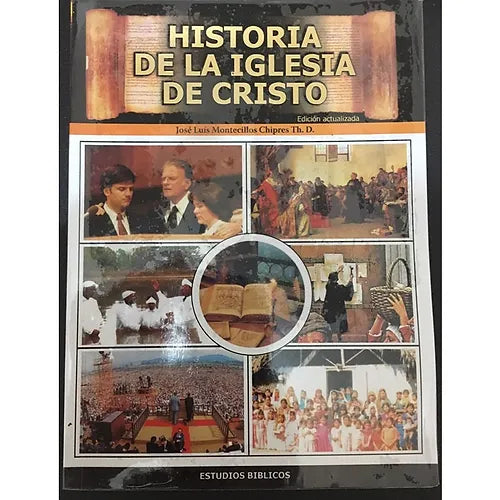 HISTORIA
DE LA IGLESIA
DE CRISTO
Edición actualizada
José Luis Montecillos Chipres Th. D.
ESTUDIOS BIBLICOS